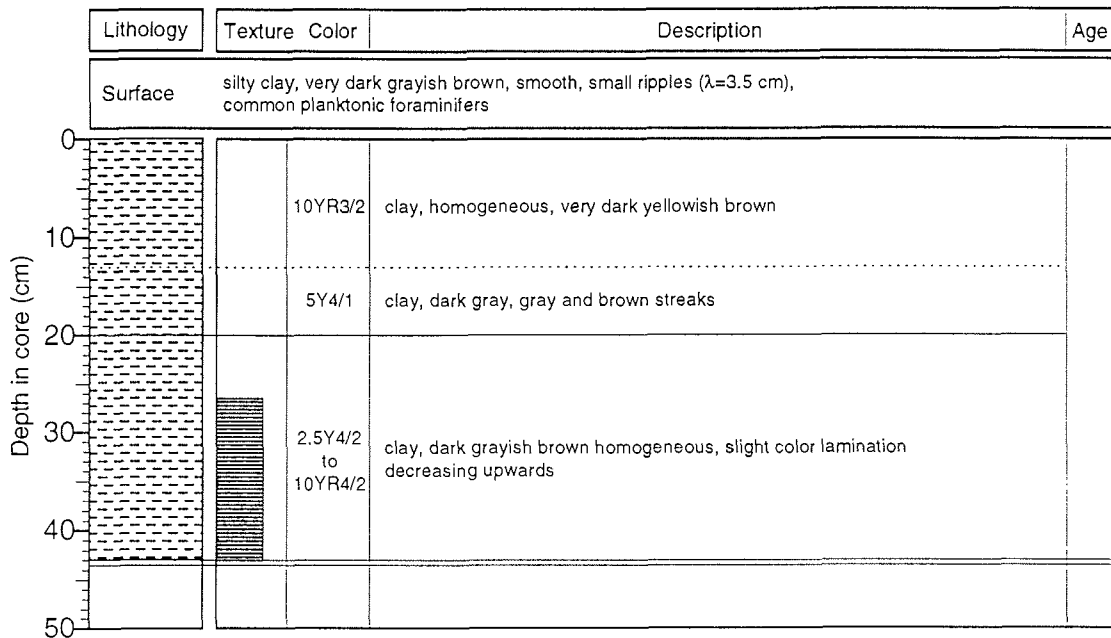 Lithology
Texture Color
Description
Age
Surface
silty clay, very dark grayish brown, smooth, small ripples (λ=3.5 cm),
common planktonic foraminifers
Depth in core (cm)
0
10YR3/2
clay, homogeneous, very dark yellowish brown
10
5Y4/1
clay, dark gray, gray and brown streaks
20
30
2.5Y4/2
to
10YR4/2
clay, dark grayish brown homogeneous, slight color lamination
decreasing upwards
40
50